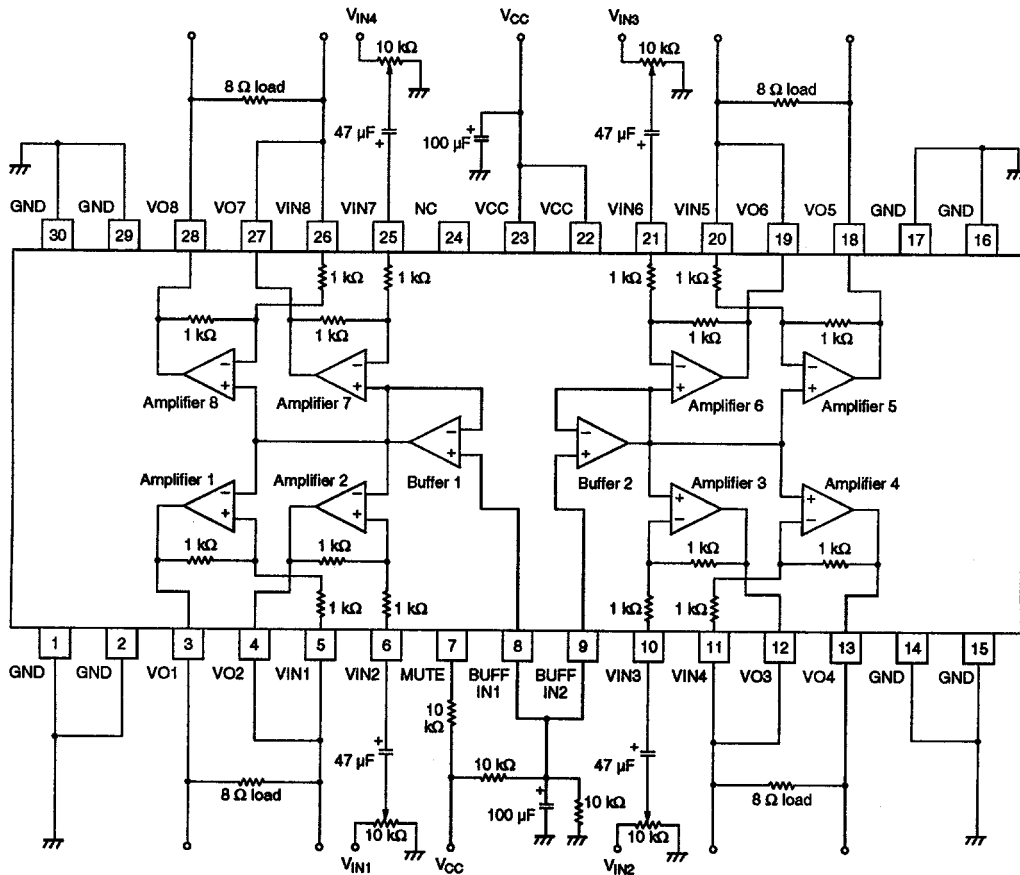 VIN4
VCC
VIN3
10 kΩ
10 kΩ
8 Ω load
8 Ω load
47 µF
+
100 µF
+
47 µF
+
GND
GND
VO8
VO7
VIN8
VIN7
NC
VCC
VCC
VIN6
VIN5
VO6
VO5
GND
GND
30
29
28
27
26
25
24
23
22
21
20
19
18
17
16
1 kΩ
1 kΩ
1 kΩ
1 kΩ
1 kΩ
1 kΩ
1 kΩ
1 kΩ
−
+
−
+
−
+
−
+
Amplifier 8
Amplifier 7
Amplifier 6
Amplifier 5
−
+
−
+
Amplifier 1
Amplifier 2
Buffer 1
Buffer 2
Amplifier 3
Amplifier 4
−
+
−
+
+
−
+
−
1 kΩ
1 kΩ
1 kΩ
1 kΩ
1 kΩ
1 kΩ
1 kΩ
1 kΩ
1
2
3
4
5
6
7
8
9
10
11
12
13
14
15
GND
GND
VO1
VO2
VIN1
VIN2
MUTE
BUFF
IN1
BUFF
IN2
VIN3
VIN4
VO3
VO4
GND
GND
10
kΩ
+
47 µF
10 kΩ
+
47 µF
8 Ω load
+
100 µF
10 kΩ
8 Ω load
10 kΩ
10 kΩ
VIN1
VCC
VIN2